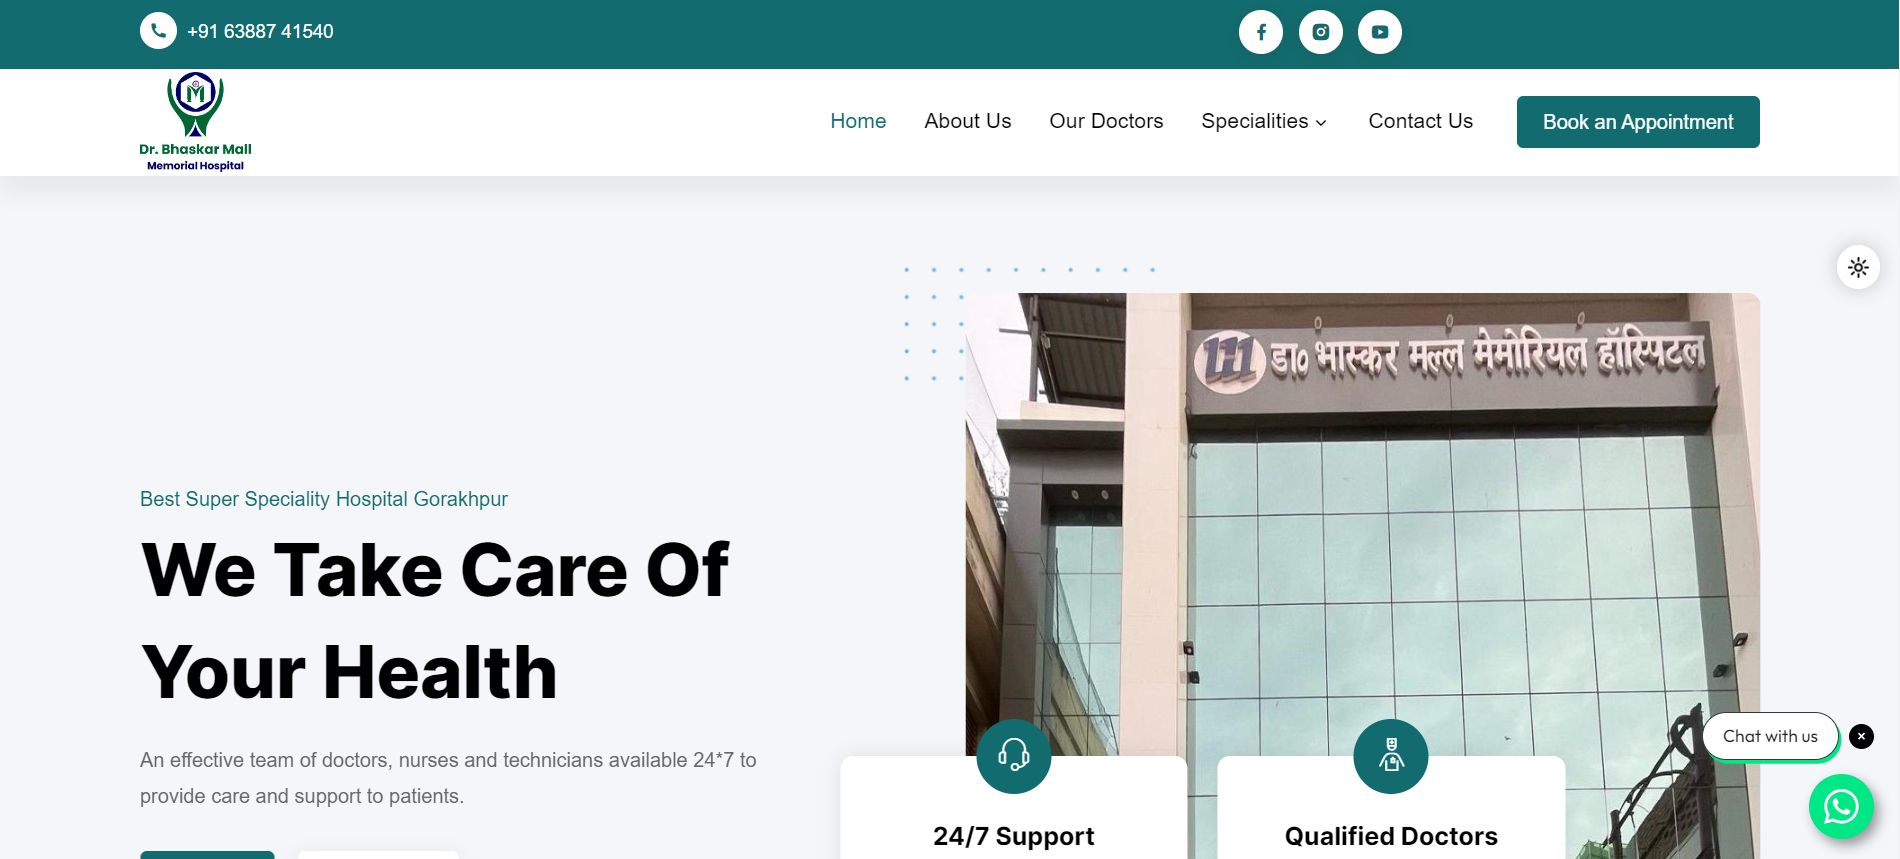 +91 63887 41540
M
Dr. Bhaskar Mall
Memorial Hospital
Home
About Us
Our Doctors
Specialities
Contact Us
Book an Appointment
m डा० भास्कर मल्ल मेमोरियल हॉस्पिटल
Best Super Speciality Hospital Gorakhpur
We Take Care Of
Your Health
An effective team of doctors, nurses and technicians available 24*7 to
provide care and support to patients.
Chat with us
24/7 Support
Qualified Doctors